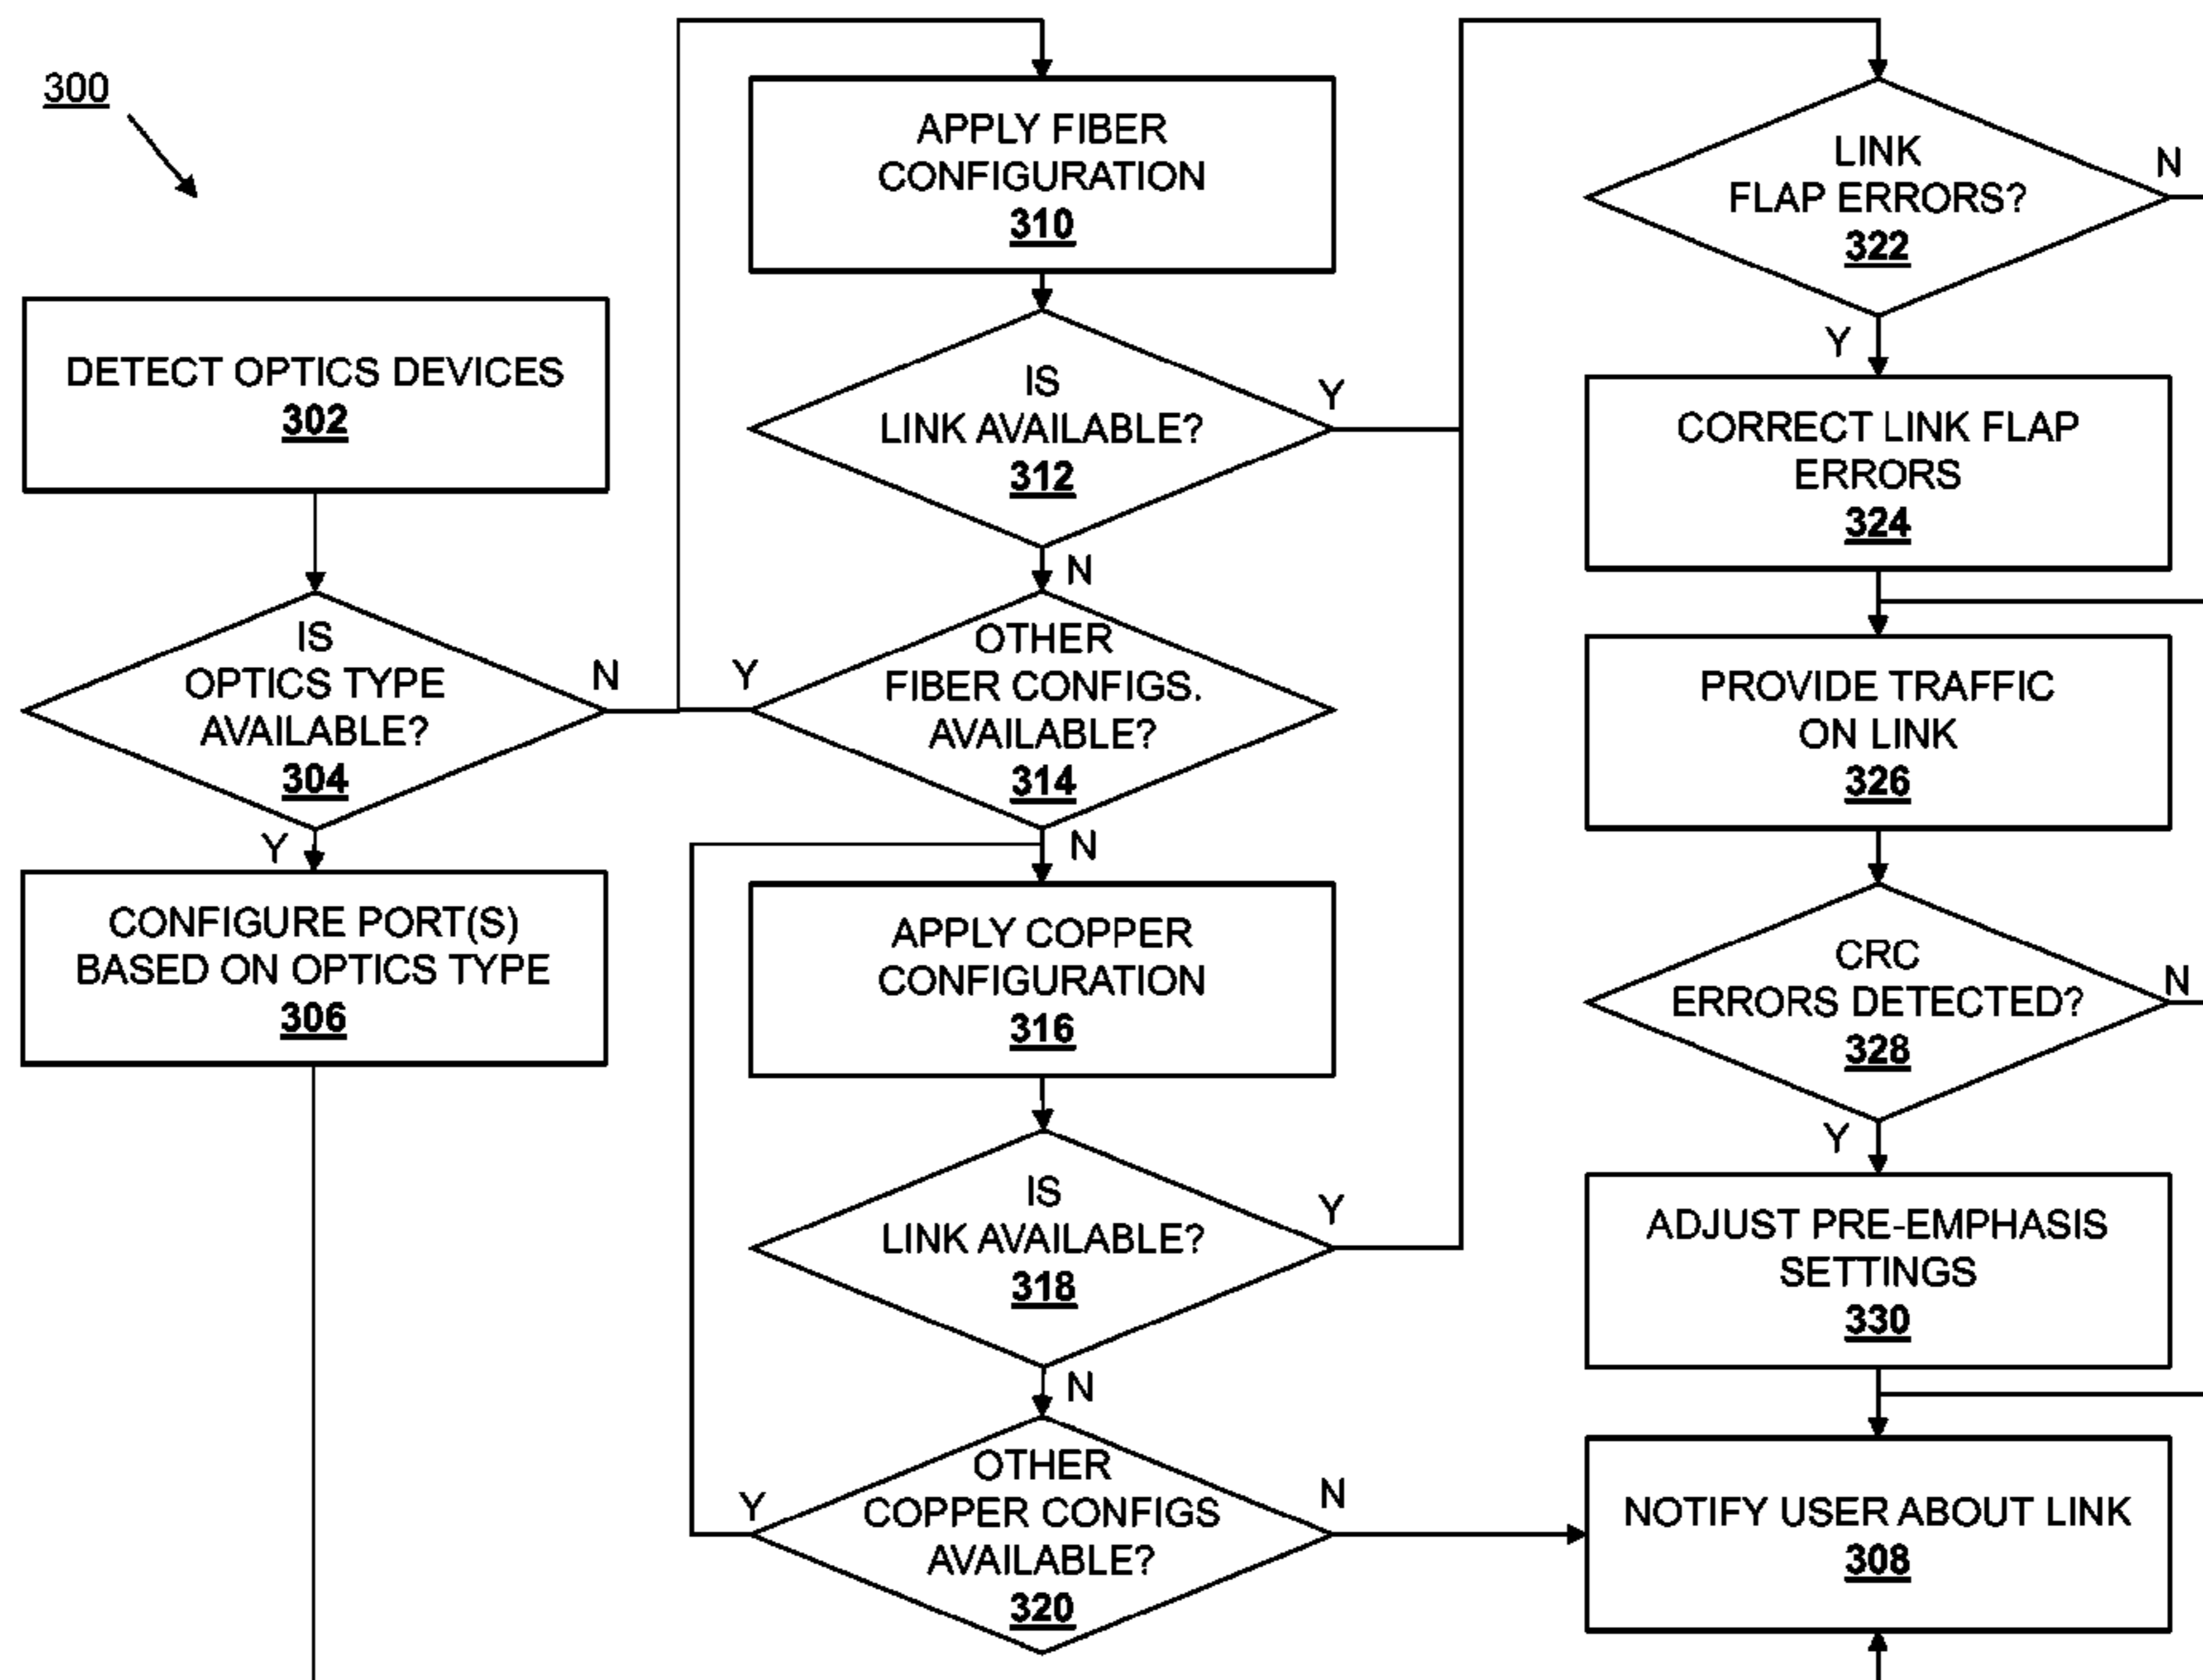 300
DETECT OPTICS DEVICES
302
IS
OPTICS TYPE
AVAILABLE?
304
N
Y
CONFIGURE PORT(S)
BASED ON OPTICS TYPE
306
APPLY FIBER
CONFIGURATION
310
IS
LINK AVAILABLE?
312
Y
N
OTHER
FIBER CONFIGS.
AVAILABLE?
314
Y
N
APPLY COPPER
CONFIGURATION
316
IS
LINK AVAILABLE?
318
Y
N
OTHER
COPPER CONFIGS
AVAILABLE?
320
Y
N
LINK
FLAP ERRORS?
322
N
Y
CORRECT LINK FLAP
ERRORS
324
PROVIDE TRAFFIC
ON LINK
326
CRC
ERRORS DETECTED?
328
N
Y
ADJUST PRE-EMPHASIS
SETTINGS
330
NOTIFY USER ABOUT LINK
308